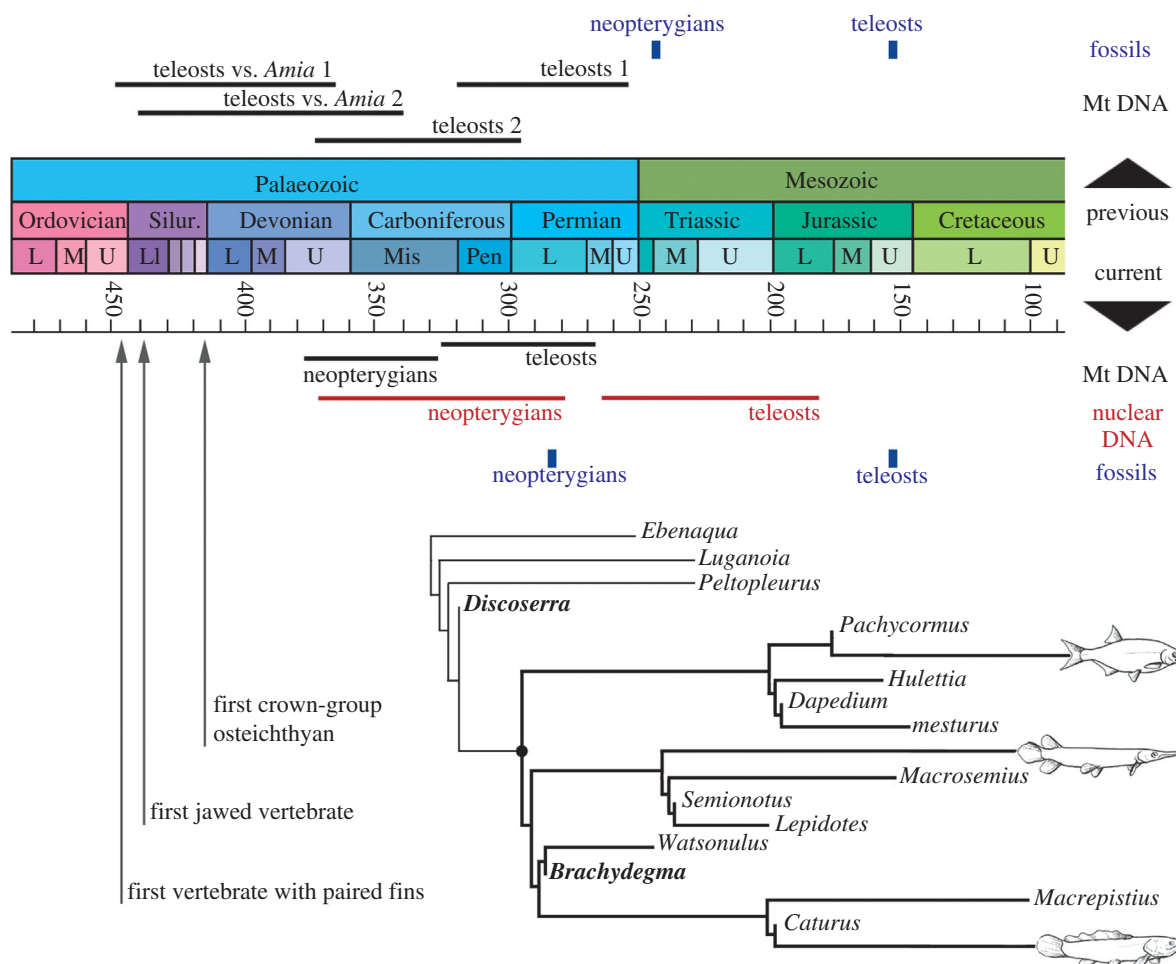 neopterygians teleosts fossils
teleosts vs. Amia 1 teleosts 1
teleosts vs. Amia 2 Mt DNA
teleosts 2
Palaeozoic Mesozoic
previous
Ordovician Silur. Devonian Carboniferous Permian Triassic Jurassic Cretaceous
L M U Ll L M U Mis Pen L M U M U L M U L U
current
450 400 350 300 250 200 150 100
teleosts Mt DNA
neopterygians
neopterygians teleosts nuclear
DNA
neopterygians teleosts fossils
Ebenaqua
Luganoia
Peltopleurus
Discoserra
Pachycormus
Hulettia
Dapedium
mesturus
first crown-group
osteichthyan
Macrosemius
Semionotus
first jawed vertebrate
Lepidotes
Watsonulus
Brachydegma
first vertebrate with paired fins
Macrepistius
Caturus